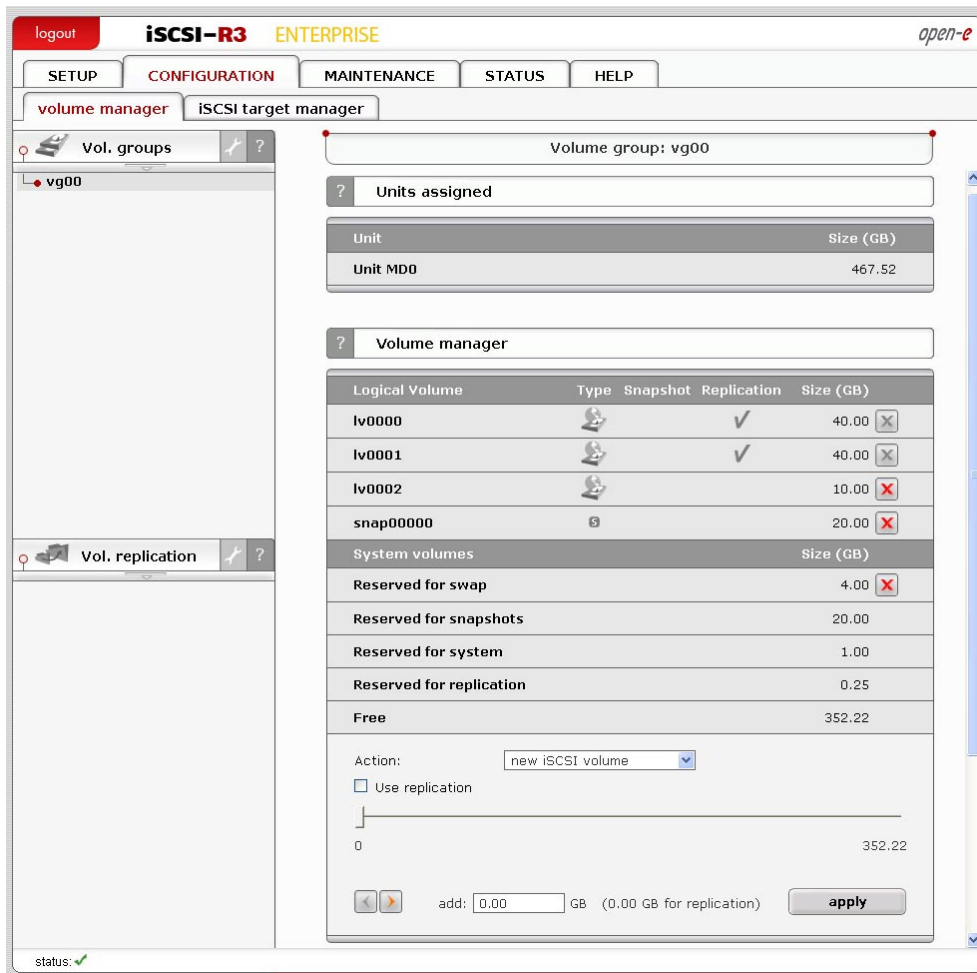 logout iSCSI-R3 ENTERPRISE open-e
SETUP CONFIGURATION MAINTENANCE STATUS HELP
volume manager iSCSI target manager
Vol. groups ?
vg00
Vol. replication ?
Volume group: vg00
? Units assigned
Unit Size (GB)
Unit MD0 467.52
? Volume manager
Logical Volume Type Snapshot Replication Size (GB)
lv0000 40.00
lv0001 40.00
lv0002 10.00
snap00000 S 20.00
System volumes Size (GB)
Reserved for swap 4.00
Reserved for snapshots 20.00
Reserved for system 1.00
Reserved for replication 0.25
Free 352.22
Action: new iSCSI volume
Use replication
0 352.22
add: 0.00 GB (0.00 GB for replication) apply
status: